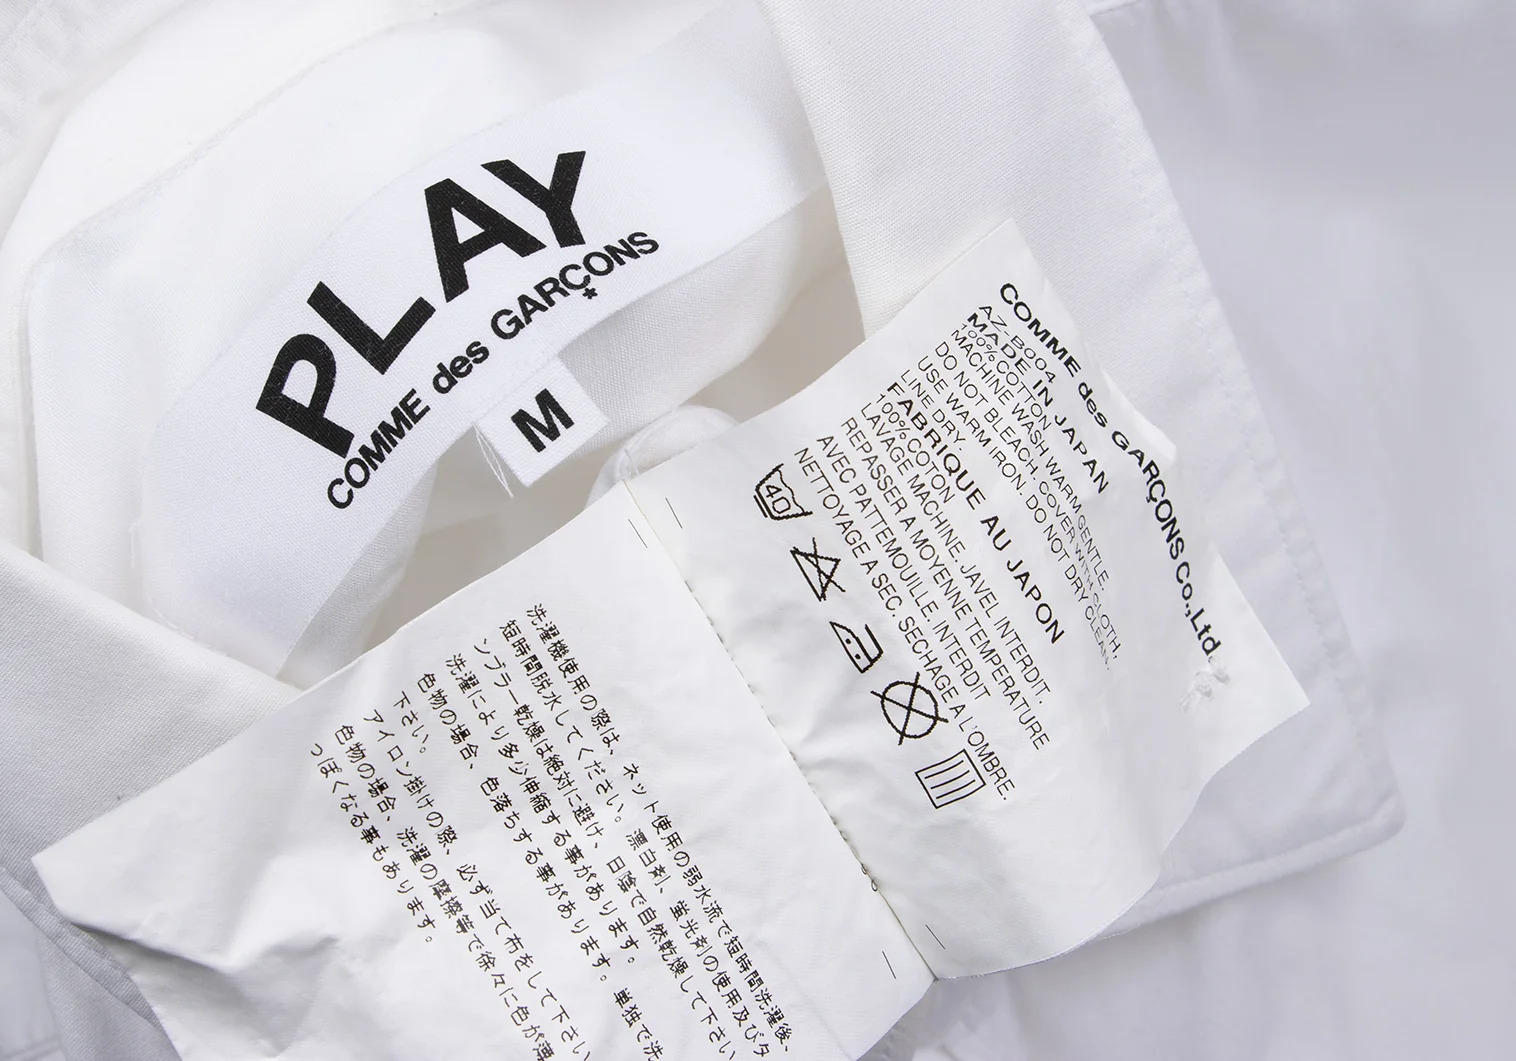 PLAY
COMME des GARÇONS
M
COMME des GARÇONS Co.,Ltd.
AZ-B004
MADE IN JAPAN
100% COTTON
MACHINE WASH WARM GENTLE.
DO NOT BLEACH. COVER WITH CLOTH,
USE WARM IRON. DO NOT DRY CLEAN.
LINE DRY.
FABRIQUE AU JAPON
100% COTON
LAVAGE MACHINE. JAVEL INTERDIT.
REPASSER A MOYENNE TEMPERATURE
AVEC PATTEMOUILLE. INTERDIT
NETTOYAGE A SEC. SECHAGE A L'OMBRE.
40
洗濯機使用の際は、ネット使用の弱水流で短時間洗濯後、
短時間脱水してください。漂白剤、蛍光剤の使用及びタ
ンブラー乾燥は絶対に避け、日陰で自然乾燥して下さい
洗濯により多少伸縮する事があります。
色物の場合、色落ちする事があります。単独で洗
下さい。
アイロン掛けの際、必ず当て布をして下さい
色物の場合、洗濯の摩擦等で徐々に色が薄
っぽくなる事もあります。